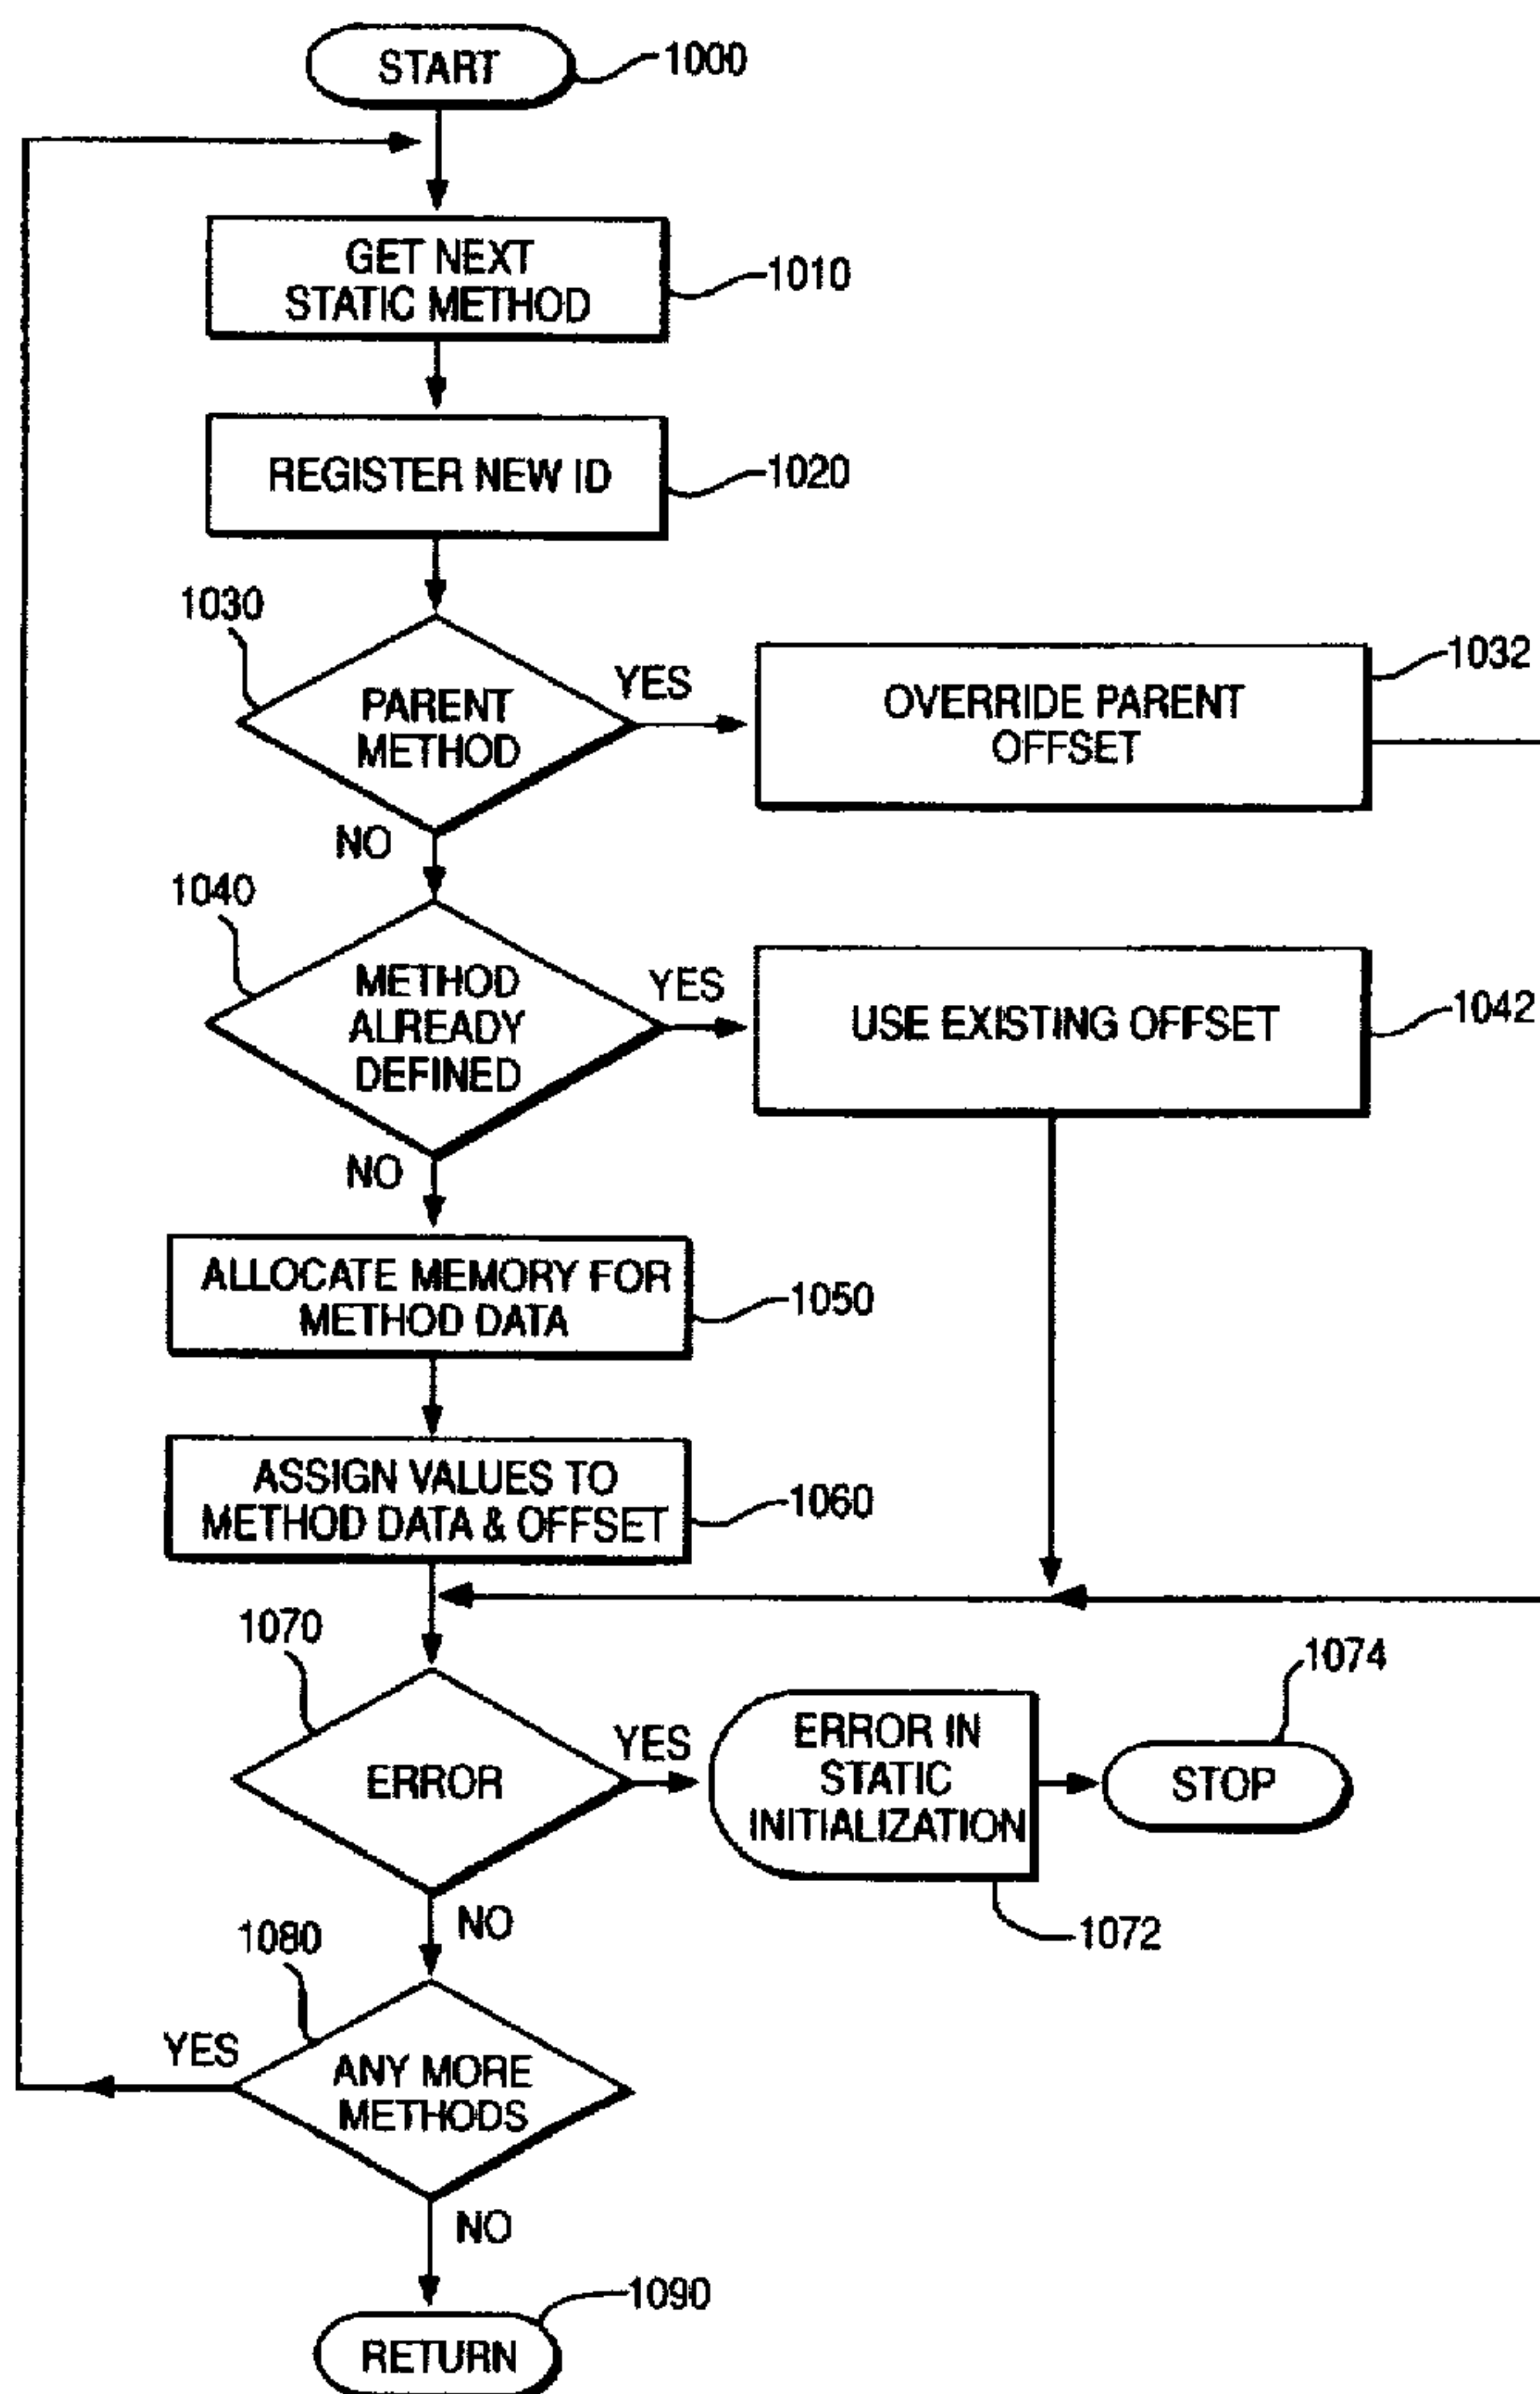 START
1000
GET NEXT
STATIC METHOD
1010
REGISTER NEW ID
1020
1030
PARENT
METHOD
YES
OVERRIDE PARENT
OFFSET
1032
NO
1040
METHOD
ALREADY
DEFINED
YES
USE EXISTING OFFSET
1042
NO
ALLOCATE MEMORY FOR
METHOD DATA
1050
ASSIGN VALUES TO
METHOD DATA & OFFSET
1060
1070
ERROR
YES
ERROR IN
STATIC
INITIALIZATION
1072
STOP
1074
NO
1080
YES
ANY MORE
METHODS
NO
1090
RETURN